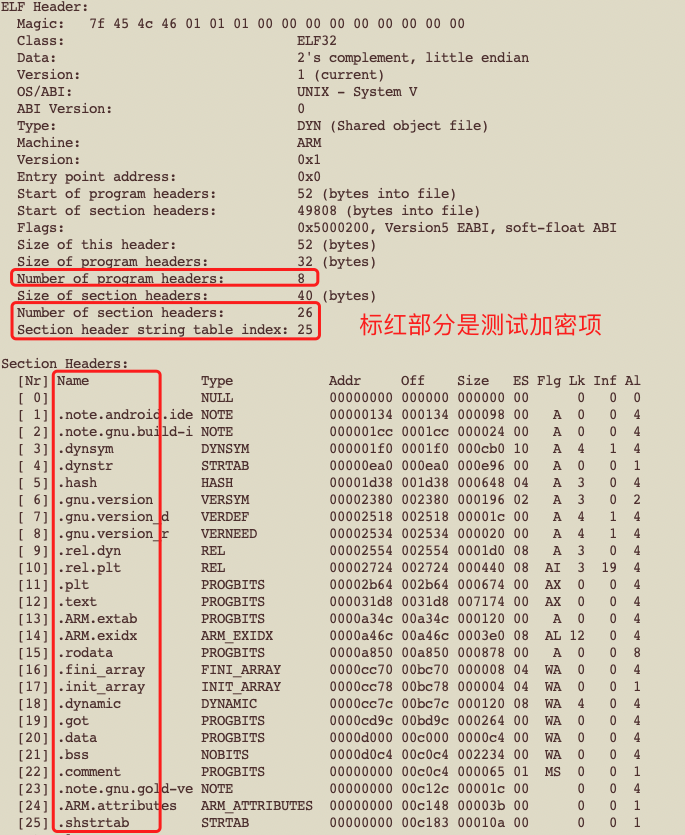 ELF Header:
Magic: 7f 45 4c 46 01 01 01 00 00 00 00 00 00 00 00 00
Class: ELF32
Data: 2's complement, little endian
Version: 1 (current)
OS/ABI: UNIX - System V
ABI Version: 0
Type: DYN (Shared object file)
Machine: ARM
Version: 0x1
Entry point address: 0x0
Start of program headers: 52 (bytes into file)
Start of section headers: 49808 (bytes into file)
Flags: 0x5000200, Version5 EABI, soft-float ABI
Size of this header: 52 (bytes)
Size of program headers: 32 (bytes)
Number of program headers: 8
Size of section headers: 40 (bytes)
Number of section headers: 26
Section header string table index: 25
标红部分是测试加密项
Section Headers:
[Nr] Name Type Addr Off Size ES Flg Lk Inf Al
[ 0] NULL 00000000 000000 000000 00 0 0 0
[ 1] .note.android.ide NOTE 00000134 000134 000098 00 A 0 0 4
[ 2] .note.gnu.build-i NOTE 000001cc 0001cc 000024 00 A 0 0 4
[ 3] .dynsym DYNSYM 000001f0 0001f0 000cb0 10 A 4 1 4
[ 4] .dynstr STRTAB 00000ea0 000ea0 000e96 00 A 0 0 1
[ 5] .hash HASH 00001d38 001d38 000648 04 A 3 0 4
[ 6] .gnu.version VERSYM 00002380 002380 000196 02 A 3 0 2
[ 7] .gnu.version_d VERDEF 00002518 002518 00001c 00 A 4 1 4
[ 8] .gnu.version_r VERNEED 00002534 002534 000020 00 A 4 1 4
[ 9] .rel.dyn REL 00002554 002554 0001d0 08 A 3 0 4
[10] .rel.plt REL 00002724 002724 000440 08 AI 3 19 4
[11] .plt PROGBITS 00002b64 002b64 000674 00 AX 0 0 4
[12] .text PROGBITS 000031d8 0031d8 007174 00 AX 0 0 4
[13] .ARM.extab PROGBITS 0000a34c 00a34c 000120 00 A 0 0 4
[14] .ARM.exidx ARM_EXIDX 0000a46c 00a46c 0003e0 08 AL 12 0 4
[15] .rodata PROGBITS 0000a850 00a850 000878 00 A 0 0 8
[16] .fini_array FINI_ARRAY 0000cc70 00bc70 000008 04 WA 0 0 4
[17] .init_array INIT_ARRAY 0000cc78 00bc78 000004 04 WA 0 0 1
[18] .dynamic DYNAMIC 0000cc7c 00bc7c 000120 08 WA 4 0 4
[19] .got PROGBITS 0000cd9c 00bd9c 000264 00 WA 0 0 4
[20] .data PROGBITS 0000d000 00c000 0000c4 00 WA 0 0 4
[21] .bss NOBITS 0000d0c4 00c0c4 002234 00 WA 0 0 4
[22] .comment PROGBITS 00000000 00c0c4 000065 01 MS 0 0 1
[23] .note.gnu.gold-ve NOTE 00000000 00c12c 00001c 00 0 0 4
[24] .ARM.attributes ARM_ATTRIBUTES 00000000 00c148 00003b 00 0 0 1
[25] .shstrtab STRTAB 00000000 00c183 00010a 00 0 0 1